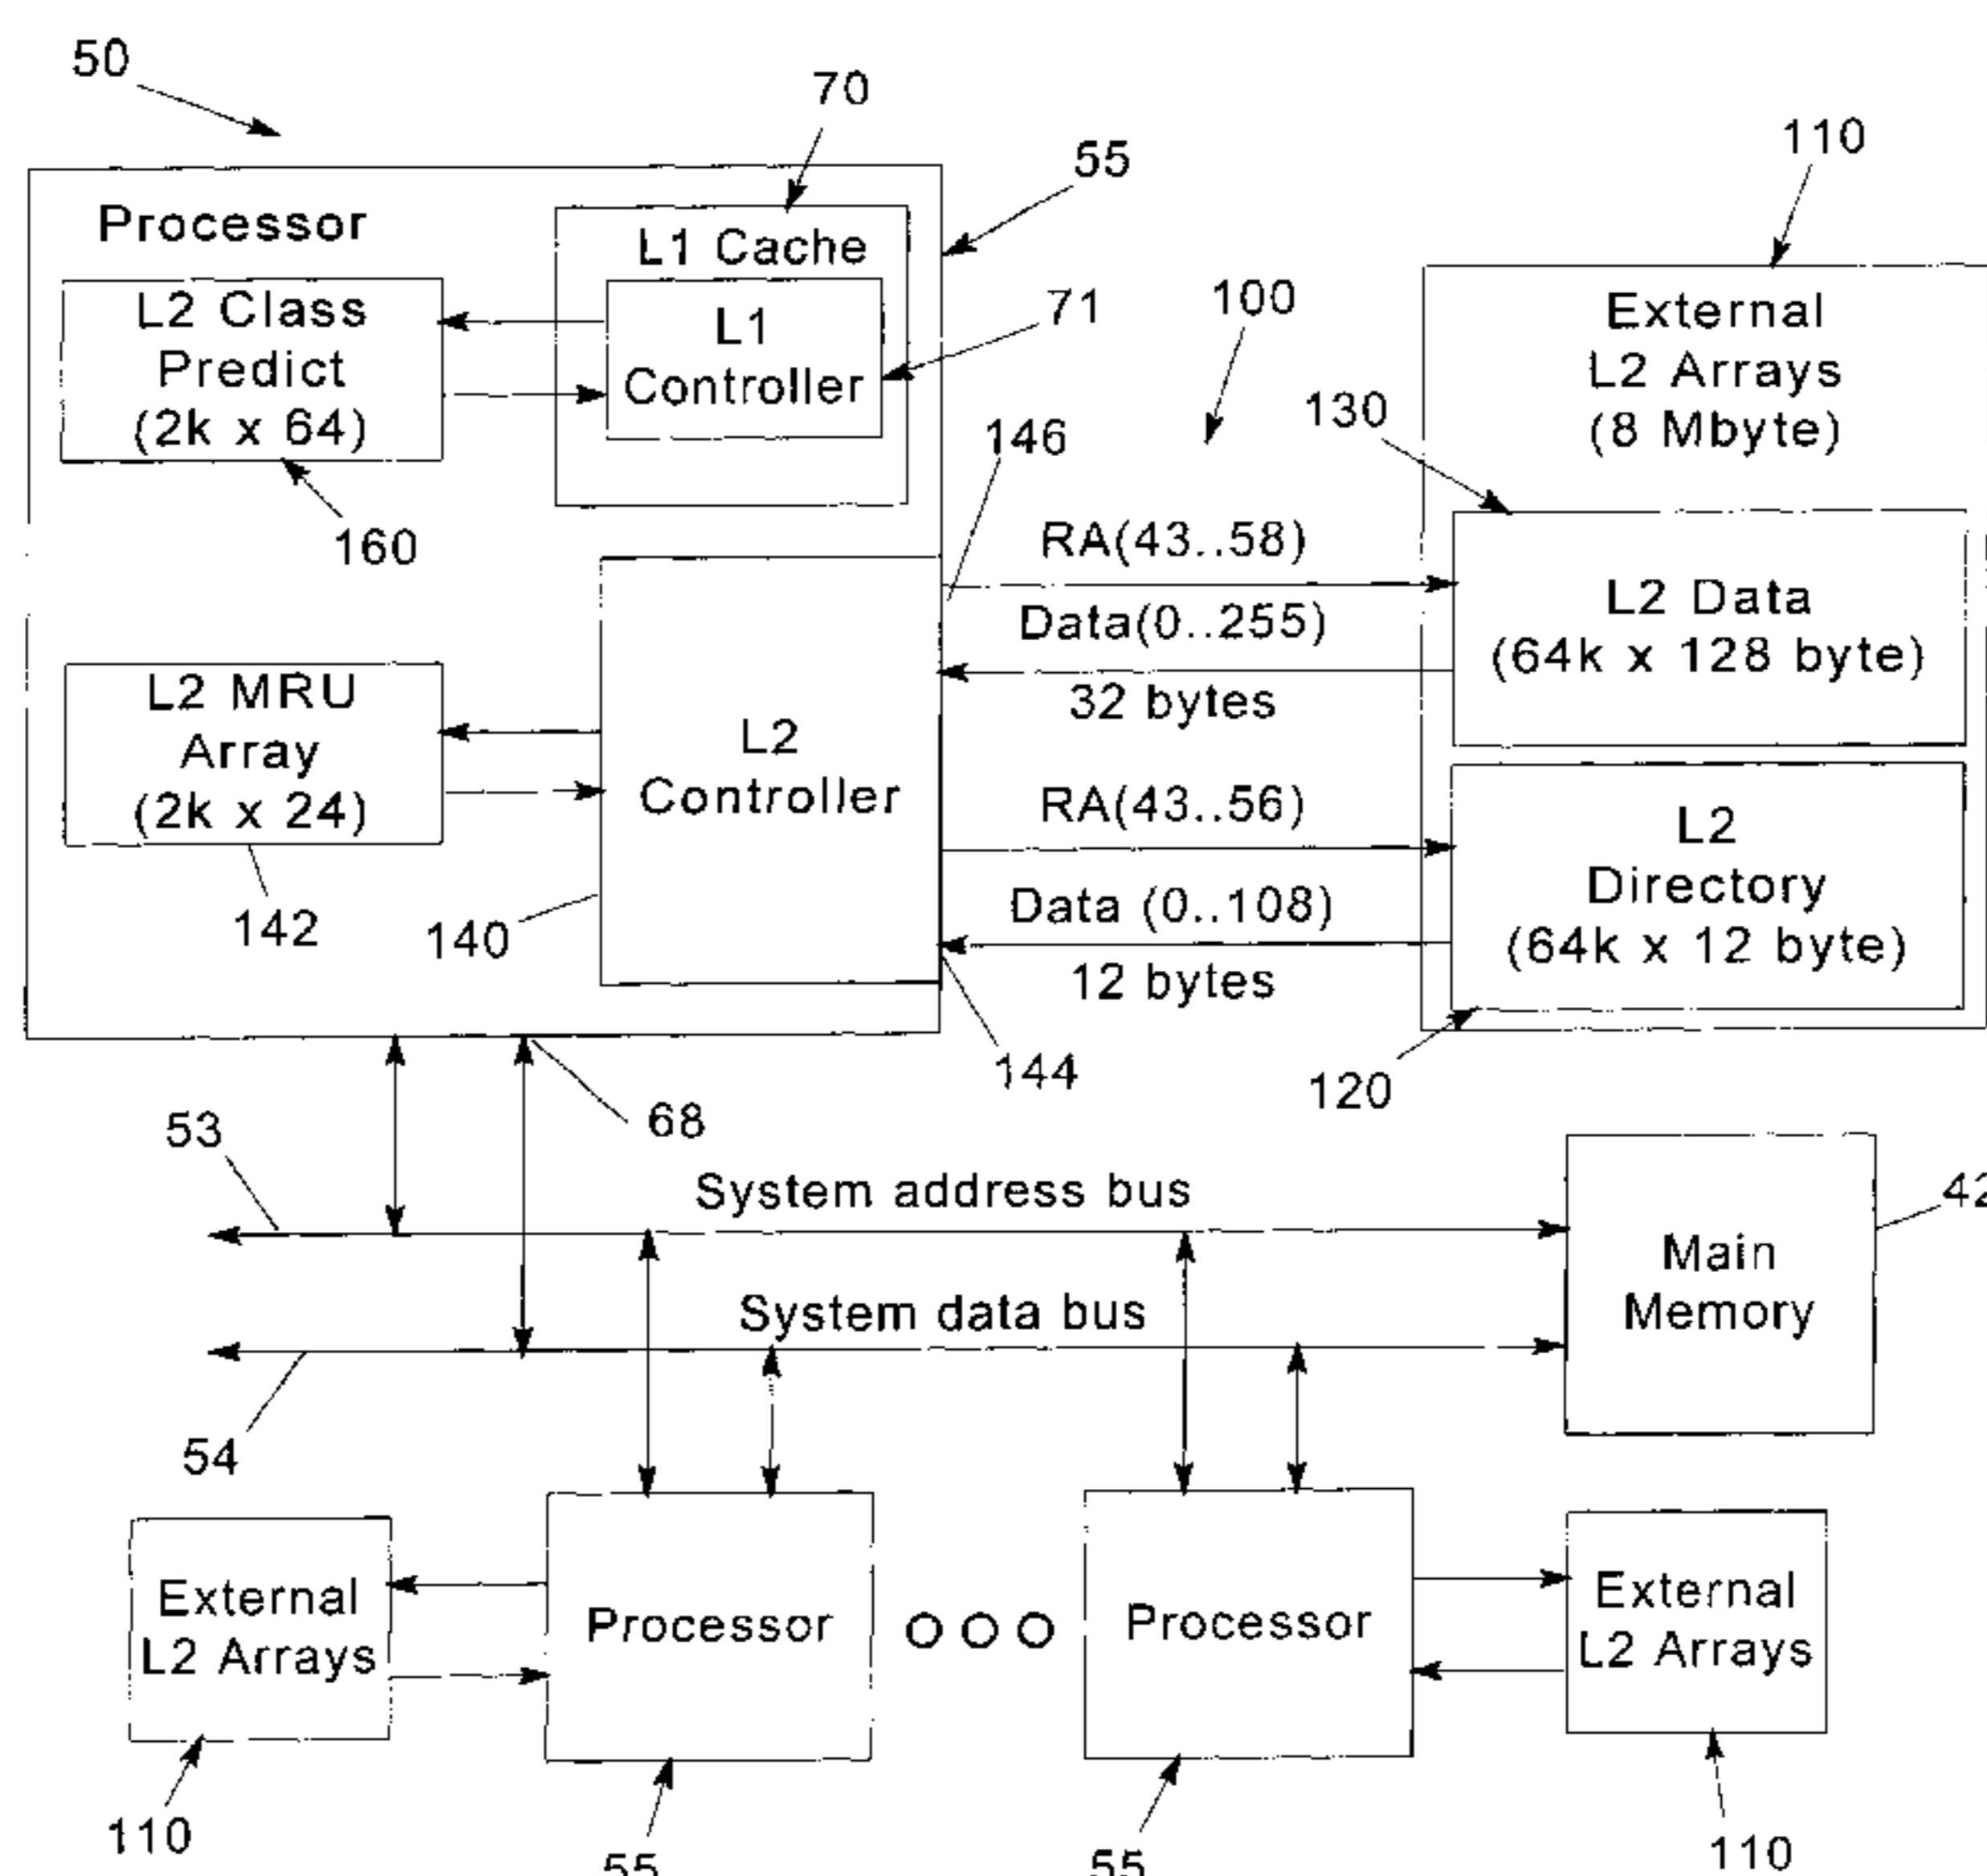 50
70
110
55
Processor
L1 Cache
L2 Class
Predict
(2k x 64)
L1
Controller
71
100
External
L2 Arrays
(8 Mbyte)
130
146
160
RA(43..58)
Data(0..255)
32 bytes
L2 Data
(64k x 128 byte)
L2 MRU
Array
(2k x 24)
L2
Controller
RA(43..56)
Data (0..108)
12 bytes
L2
Directory
(64k x 12 byte)
142
140
144
120
68
53
System address bus
42
Main
Memory
System data bus
54
External
L2 Arrays
Processor
Processor
External
L2 Arrays
110
55
55
110